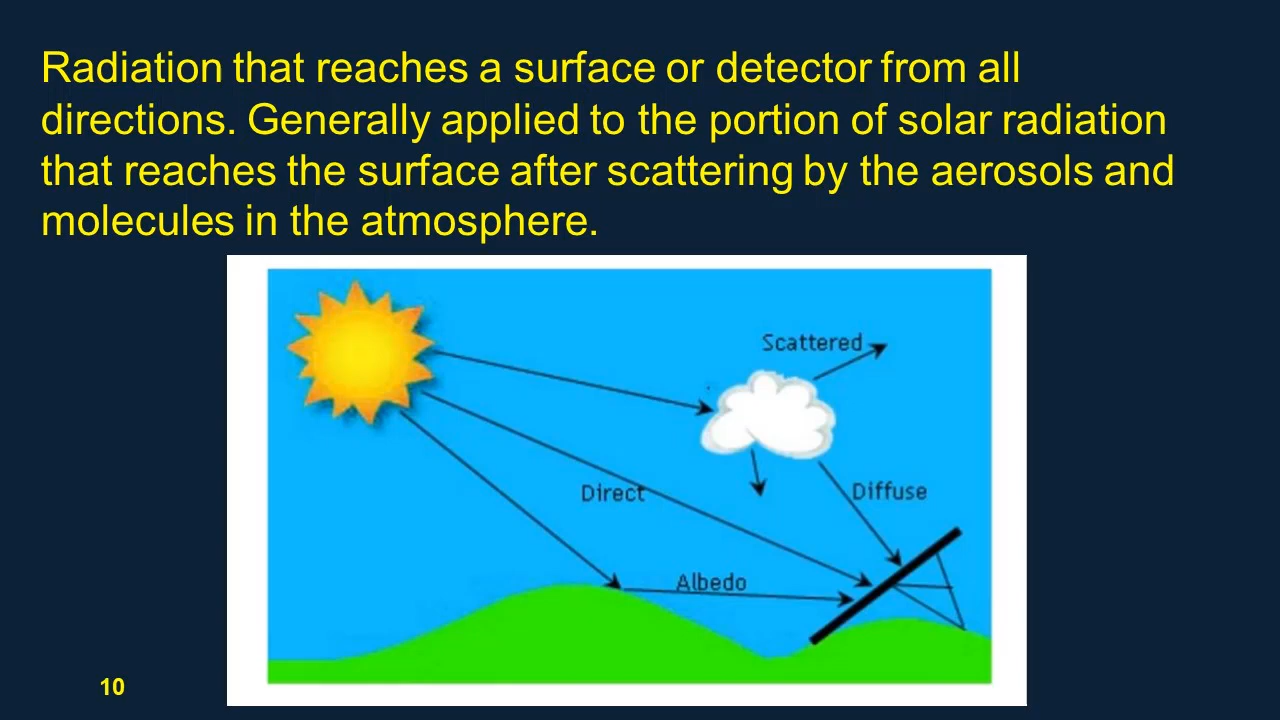 Radiation that reaches a surface or detector from all
directions. Generally applied to the portion of solar radiation
that reaches the surface after scattering by the aerosols and
molecules in the atmosphere.
Scattered
Direct
Diffuse
Albedo
10